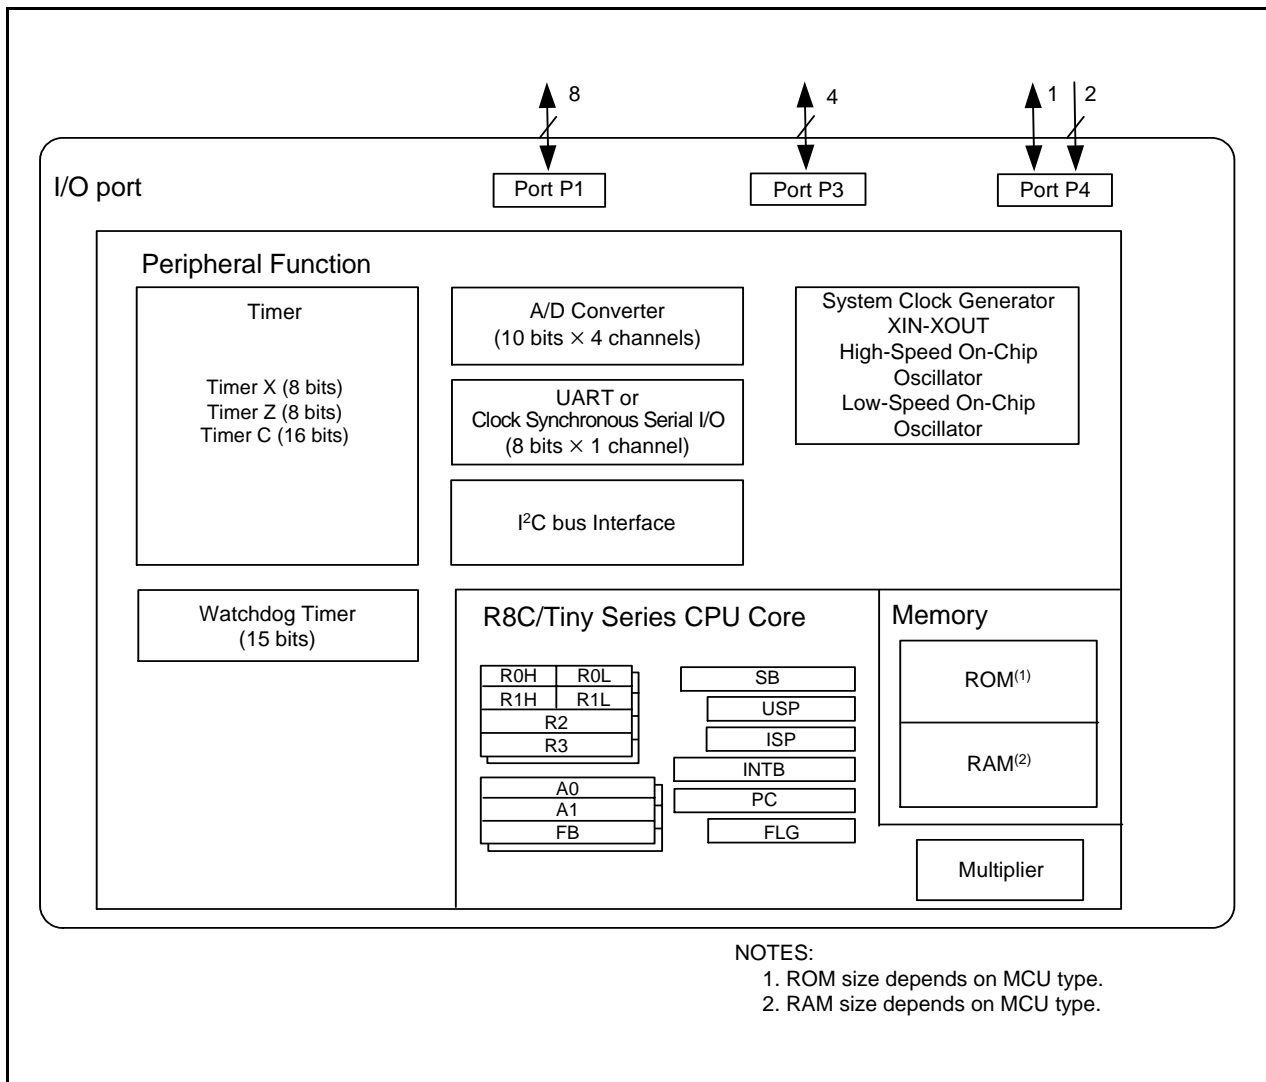 8
4
1
2
I/O port
Port P1
Port P3
Port P4
Peripheral Function
Timer
Timer X (8 bits)
Timer Z (8 bits)
Timer C (16 bits)
A/D Converter
(10 bits × 4 channels)
UART or
Clock Synchronous Serial I/O
(8 bits × 1 channel)
I²C bus Interface
System Clock Generator
XIN-XOUT
High-Speed On-Chip
Oscillator
Low-Speed On-Chip
Oscillator
Watchdog Timer
(15 bits)
R8C/Tiny Series CPU Core
R0H
R0L
R1H
R1L
R2
R3
A0
A1
FB
SB
USP
ISP
INTB
PC
FLG
Memory
ROM(1)
RAM(2)
Multiplier
NOTES:
1. ROM size depends on MCU type.
2. RAM size depends on MCU type.